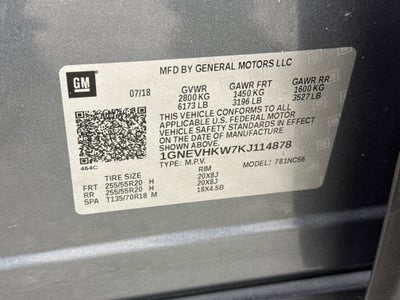 GM
MFD BY GENERAL MOTORS LLC
07/18 GVWR GAWR FRT GAWR RR
2800 KG 1450 KG 1600 KG
6173 LB 3196 LB 3527 LB
THIS VEHICLE CONFORMS TO ALL
APPLICABLE U.S. FEDERAL MOTOR
VEHICLE SAFETY STANDARDS IN
EFFECT ON THE DATE OF
MANUFACTURE SHOWN ABOVE
1GNEVHKW7KJ114878
464C TYPE: M.P.V. MODEL: 781NC56
TIRE SIZE RIM
FRT 255/55R20 H 20X8J
RR 255/55R20 H 20X8J
SPA T135/70R18 M 18X4.5B